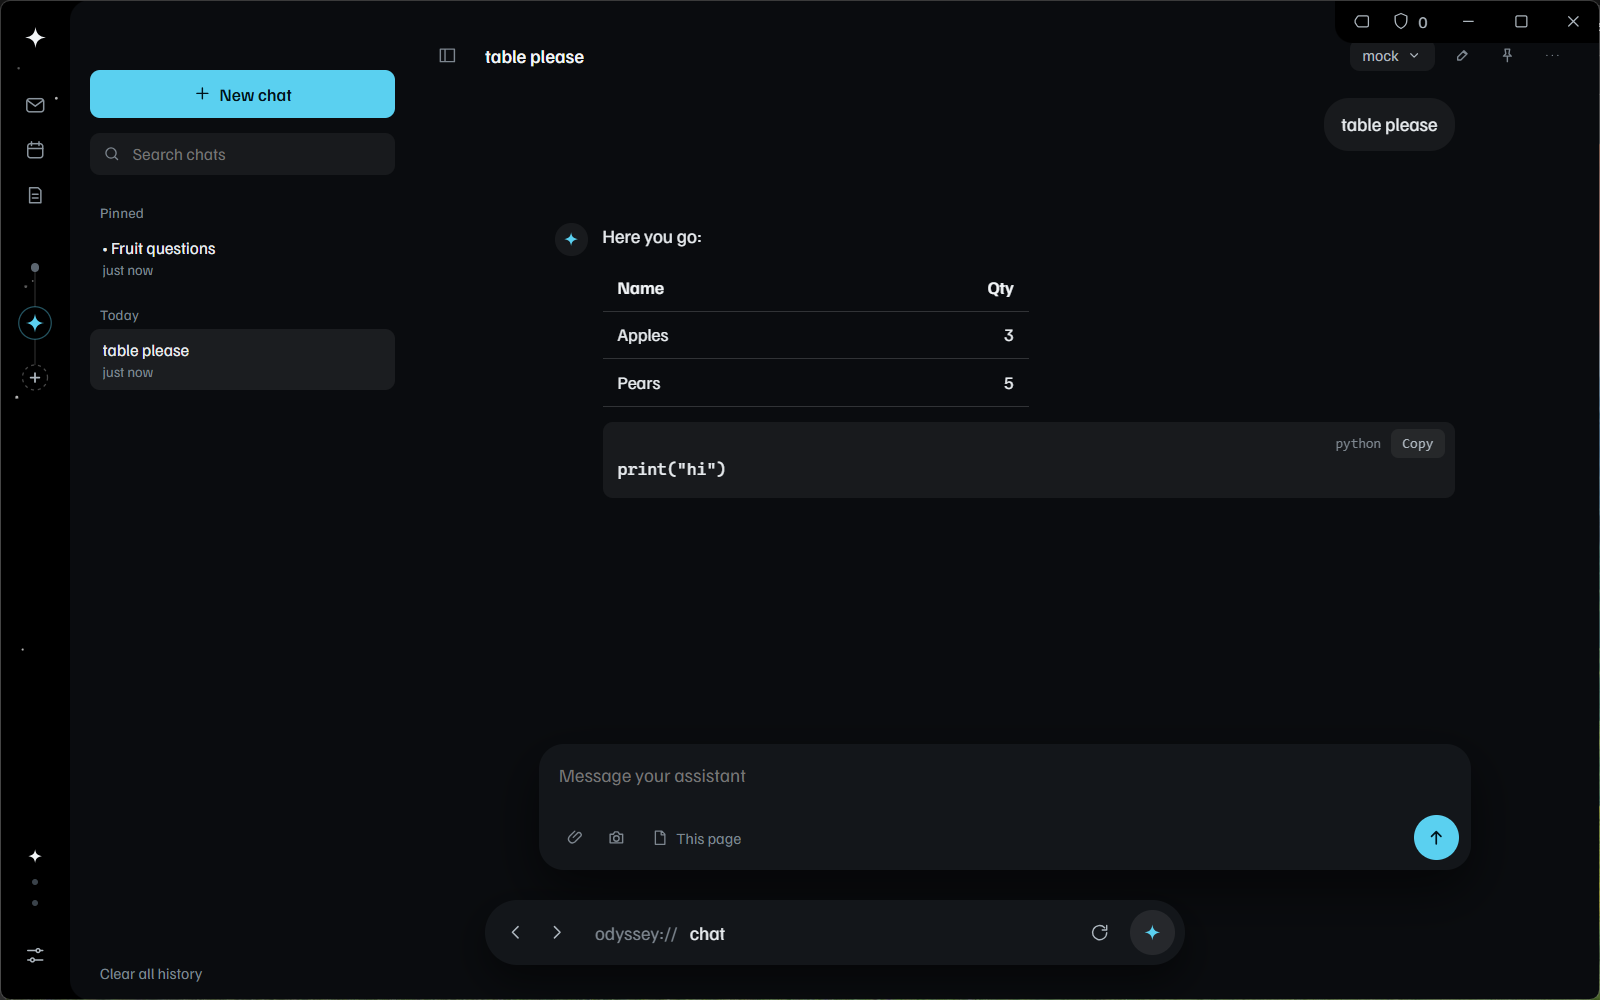 0
table please
mock
New chat
Search chats
table please
Pinned
• Fruit questions
just now
Today
table please
just now
Here you go:
Name Qty
Apples 3
Pears 5
python Copy
print("hi")
Message your assistant
This page
odyssey:// chat
Clear all history